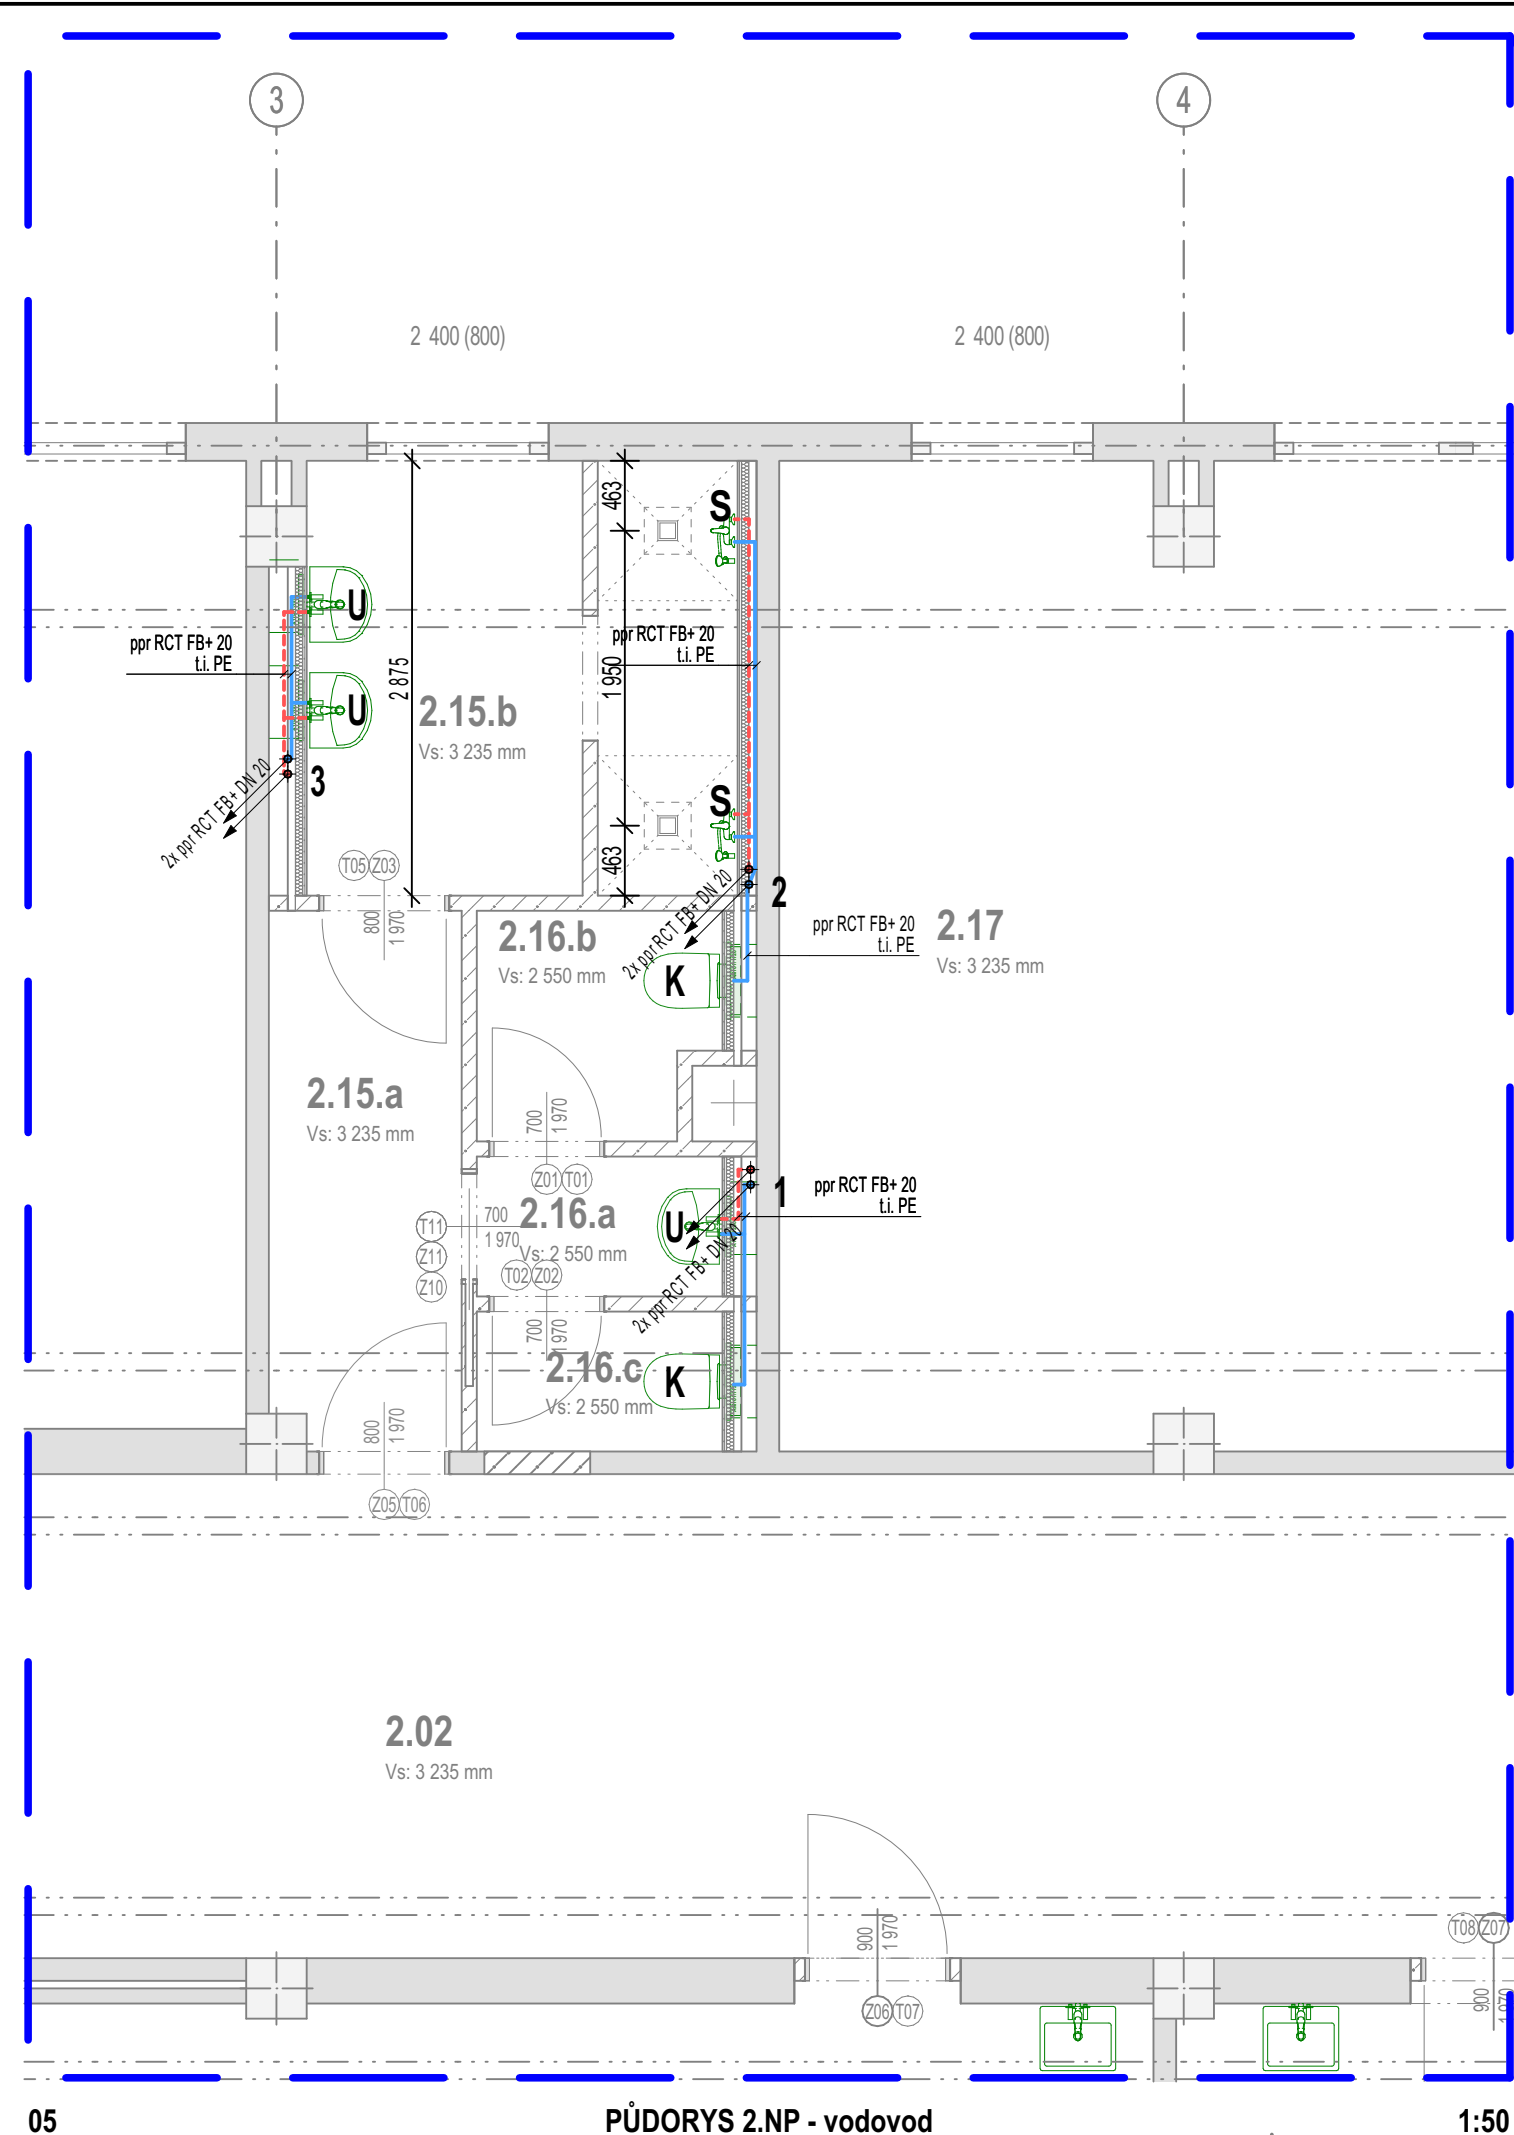 3
4
2 400 (800)
2 400 (800)
463
S
U
ppr RCT FB+ 20
t.i. PE
ppr RCT FB+ 20
t.i. PE
2 875
1 950
U
2.15.b
Vs: 3 235 mm
3
2x ppr RCT FB+ DN 20
S
463
T05
Z03
800
1 970
2
2x ppr RCT FB+ DN 20
2.16.b
Vs: 2 550 mm
K
ppr RCT FB+ 20
t.i. PE
2.17
Vs: 3 235 mm
2.15.a
Vs: 3 235 mm
700
1 970
Z01
T01
1
ppr RCT FB+ 20
t.i. PE
T11
Z11
Z10
700
1 970
2.16.a
Vs: 2 550 mm
U
2x ppr RCT FB+ DN 20
T02
Z02
700
1 970
2.16.c
Vs: 2 550 mm
K
800
1 970
Z05
T06
2.02
Vs: 3 235 mm
900
1 970
Z06
T07
T08
Z07
900
1 970
05
PŮDORYS 2.NP - vodovod
1:50